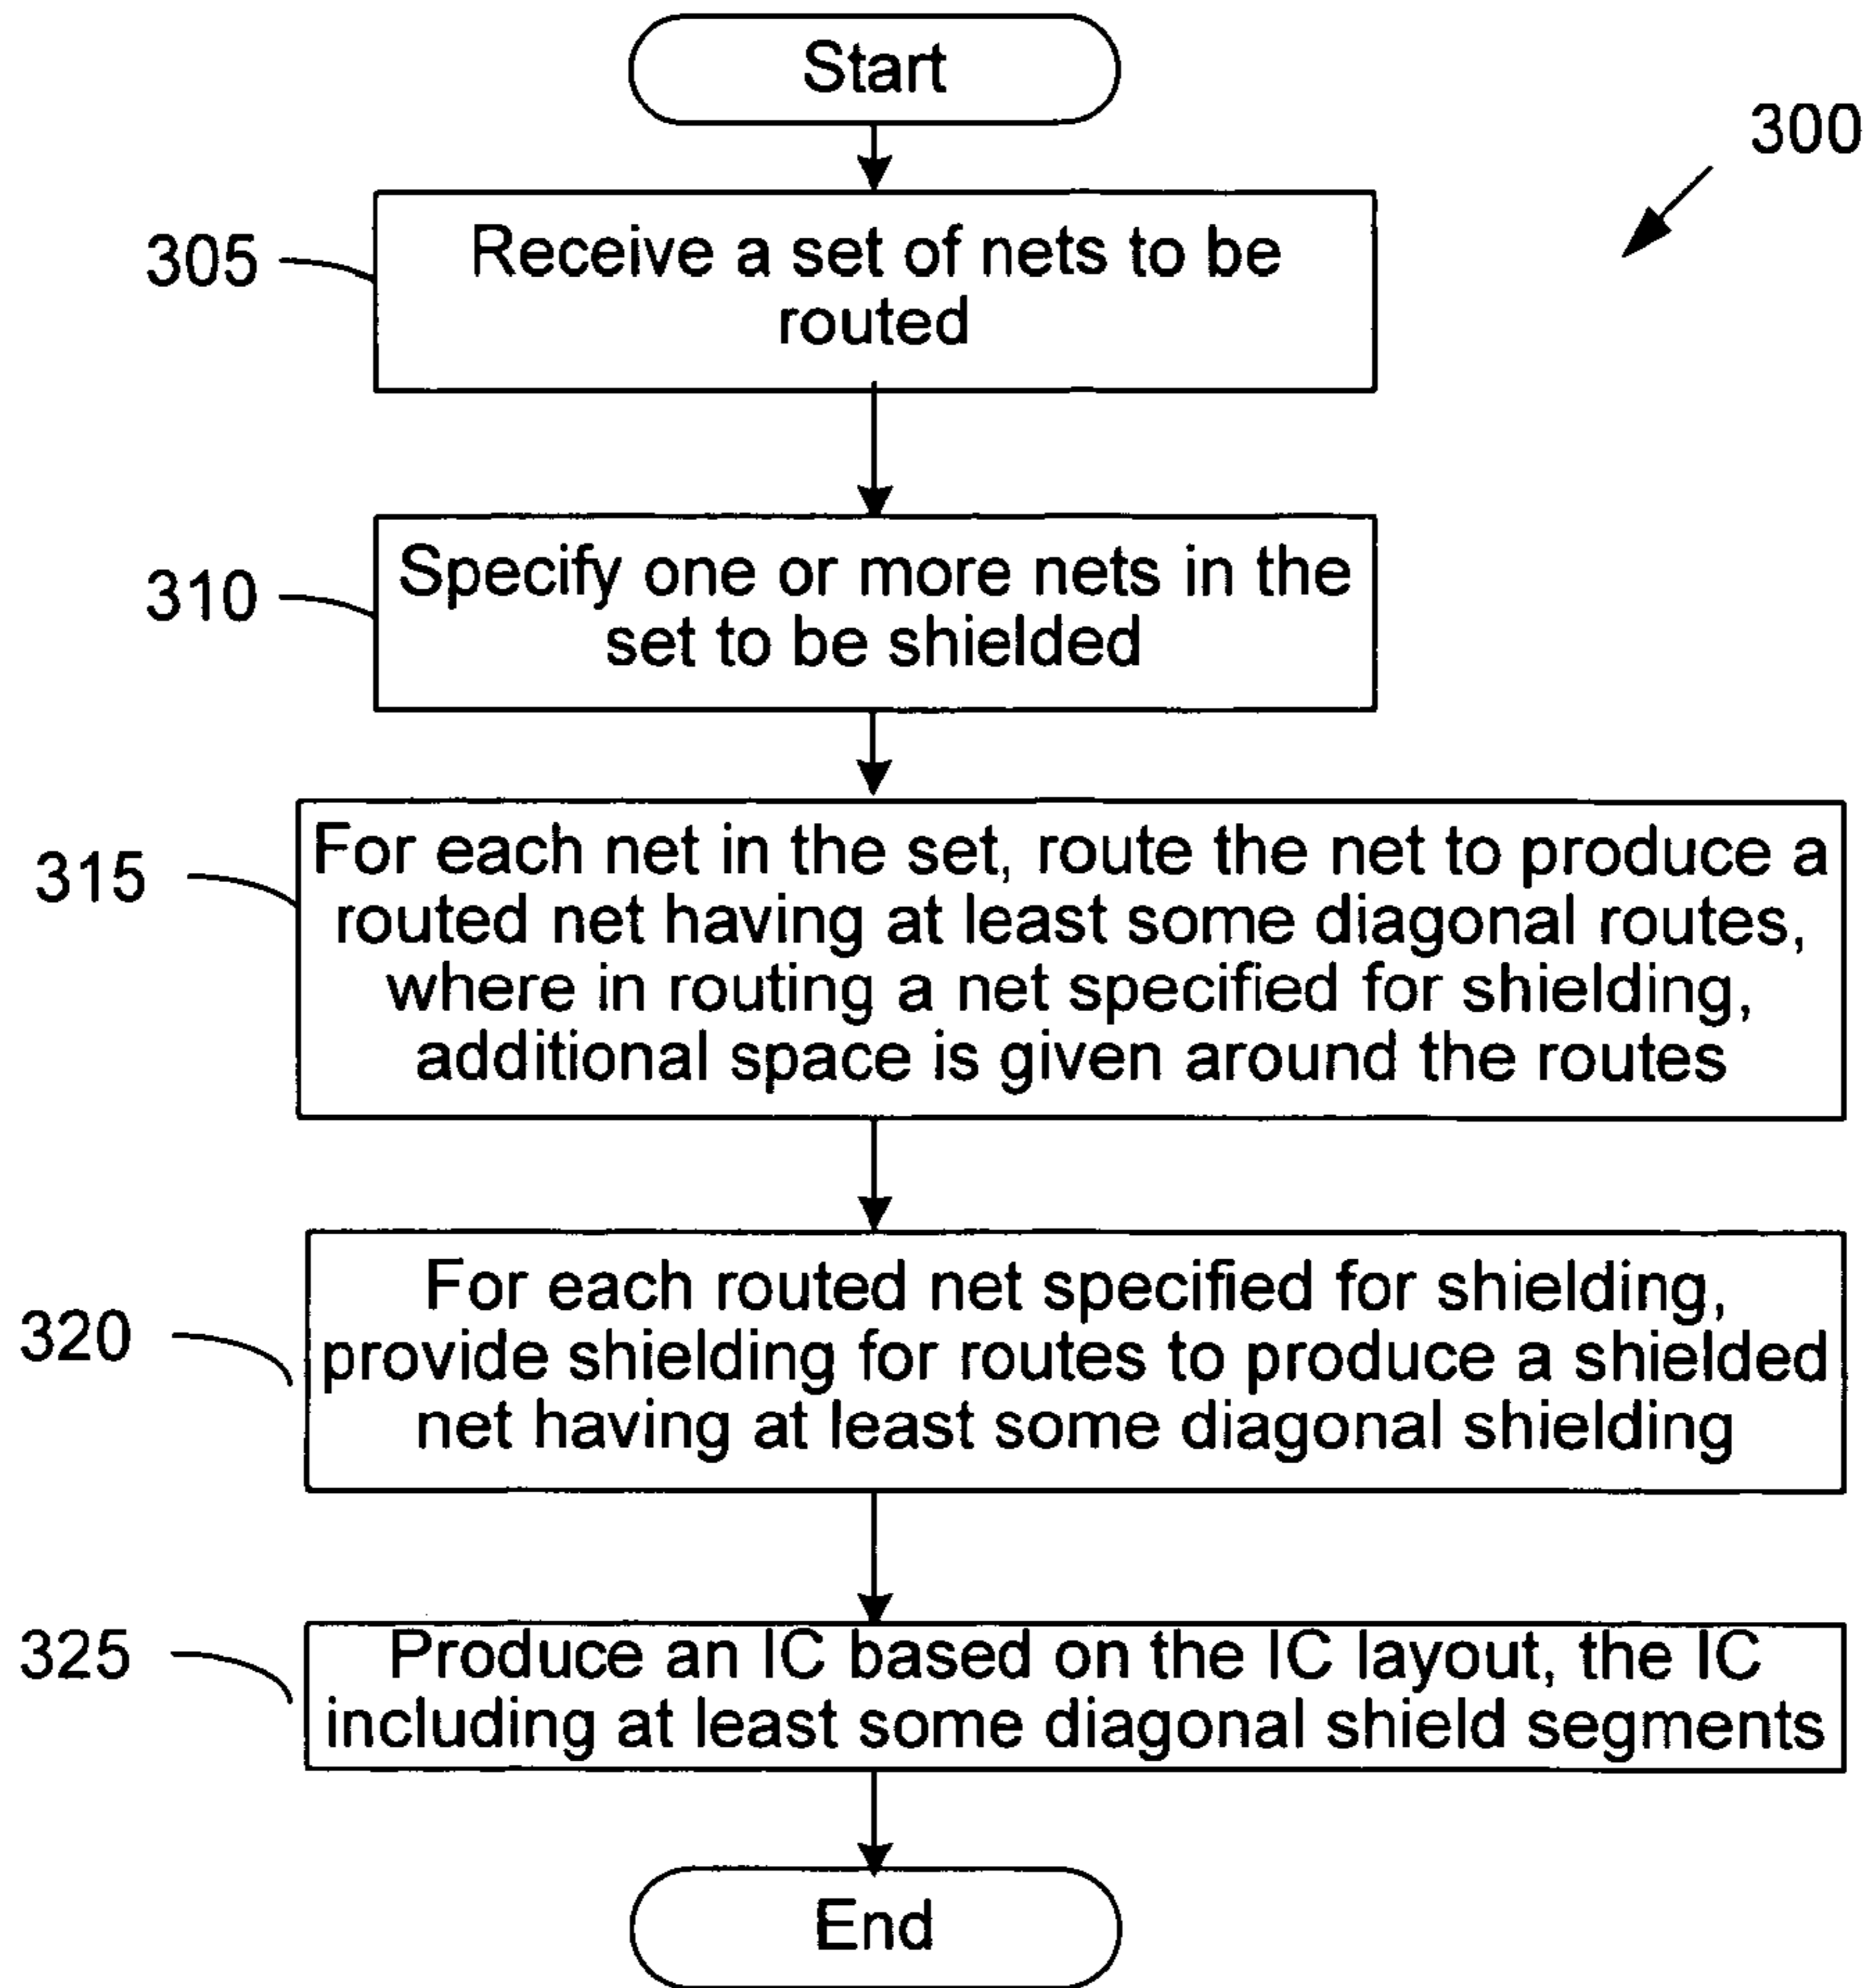 Start
300
305
Receive a set of nets to be
routed
310
Specify one or more nets in the
set to be shielded
315
For each net in the set, route the net to produce a
routed net having at least some diagonal routes,
where in routing a net specified for shielding,
additional space is given around the routes
320
For each routed net specified for shielding,
provide shielding for routes to produce a shielded
net having at least some diagonal shielding
325
Produce an IC based on the IC layout, the IC
including at least some diagonal shield segments
End